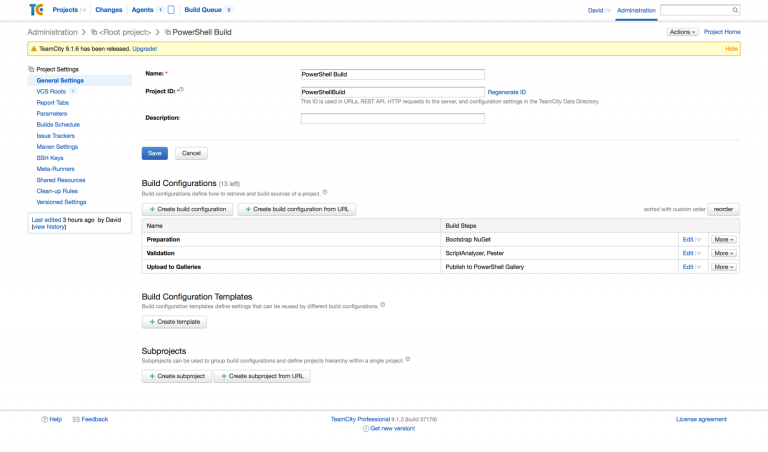 TC Projects Changes Agents 1 Build Queue 0 David Administration
Administration > <Root project> > PowerShell Build Actions Project Home
TeamCity 9.1.6 has been released. Upgrade! Hide
Project Settings
General Settings
VCS Roots 1
Report Tabs
Parameters
Builds Schedule
Issue Trackers
Maven Settings
SSH Keys
Meta-Runners
Shared Resources
Clean-up Rules
Versioned Settings
Last edited 3 hours ago by David
(view history)
Name: * PowerShell Build
Project ID: * PowerShellBuild Regenerate ID
This ID is used in URLs, REST API, HTTP requests to the server, and configuration settings in the TeamCity Data Directory.
Description:
Save Cancel
Build Configurations (13 left)
Build configurations define how to retrieve and build sources of a project.
+ Create build configuration + Create build configuration from URL sorted with custom order reorder
Name Build Steps
Preparation Bootstrap NuGet Edit More
Validation ScriptAnalyzer, Pester Edit More
Upload to Galleries Publish to PowerShell Gallery Edit More
Build Configuration Templates
Build configuration templates define settings that can be reused by different build configurations.
+ Create template
Subprojects
Subprojects can be used to group build configurations and define projects hierarchy within a single project.
+ Create subproject + Create subproject from URL
Help Feedback TeamCity Professional 9.1.3 (build 37176) License agreement
Get new version!